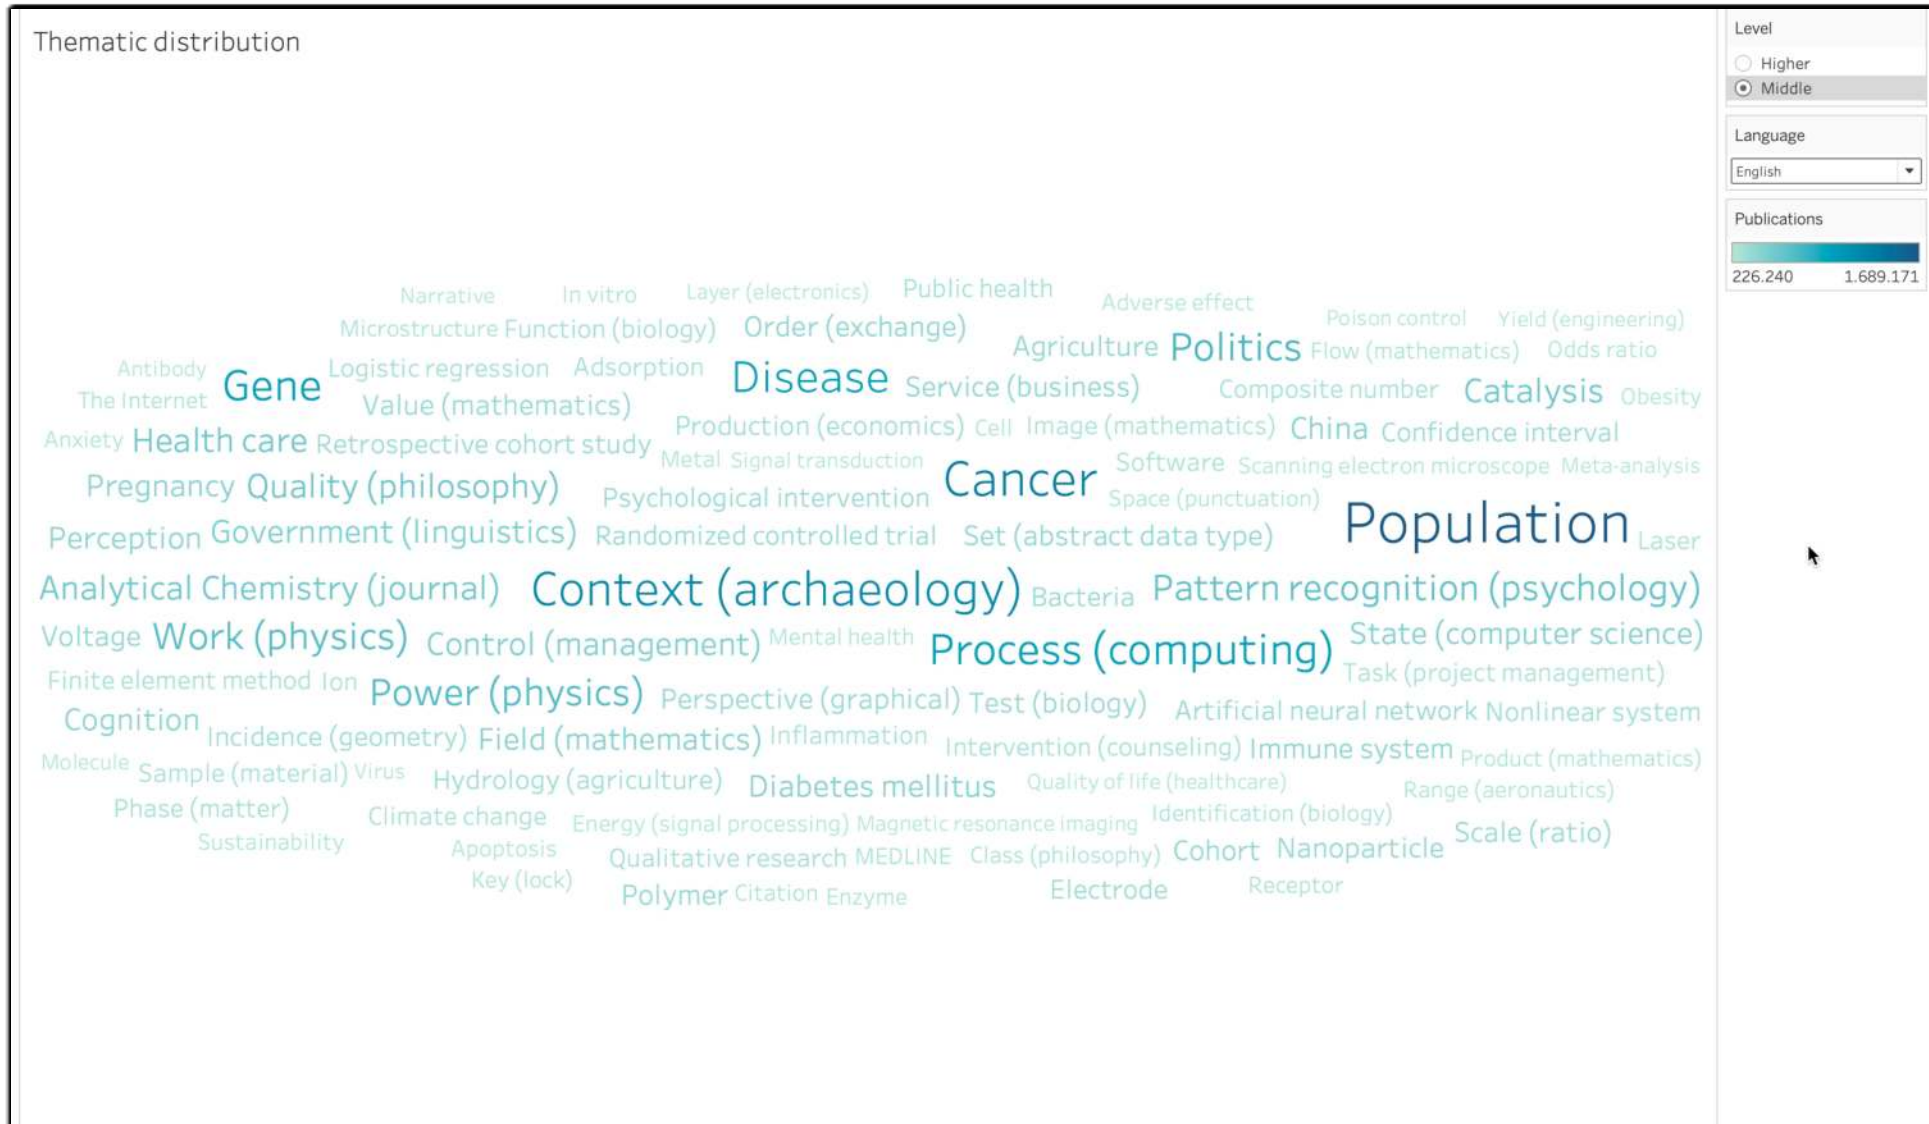 Thematic distribution
Level
Higher
Middle
Language
English
Publications
226.240 1.689.171
Narrative In vitro Layer (electronics) Public health Adverse effect
Microstructure Function (biology) Order (exchange) Poison control Yield (engineering)
Agriculture Politics Flow (mathematics) Odds ratio
Antibody Logistic regression Adsorption Disease
The Internet Gene Value (mathematics) Service (business) Composite number Catalysis Obesity
Anxiety Health care Retrospective cohort study Production (economics) Cell Image (mathematics) China Confidence interval
Metal Signal transduction Software Scanning electron microscope Meta-analysis
Pregnancy Quality (philosophy) Psychological intervention Cancer Space (punctuation)
Perception Government (linguistics) Randomized controlled trial Set (abstract data type) Population Laser
Analytical Chemistry (journal) Context (archaeology) Bacteria Pattern recognition (psychology)
Voltage Work (physics) Control (management) Mental health Process (computing) State (computer science)
Finite element method Ion Power (physics) Perspective (graphical) Test (biology) Task (project management)
Cognition Incidence (geometry) Field (mathematics) Inflammation Artificial neural network Nonlinear system
Intervention (counseling) Immune system Product (mathematics)
Molecule Sample (material) Virus Hydrology (agriculture) Diabetes mellitus Quality of life (healthcare) Range (aeronautics)
Phase (matter) Climate change Energy (signal processing) Magnetic resonance imaging Identification (biology)
Sustainability Apoptosis Qualitative research MEDLINE Class (philosophy) Cohort Nanoparticle Scale (ratio)
Key (lock) Polymer Citation Enzyme Electrode Receptor